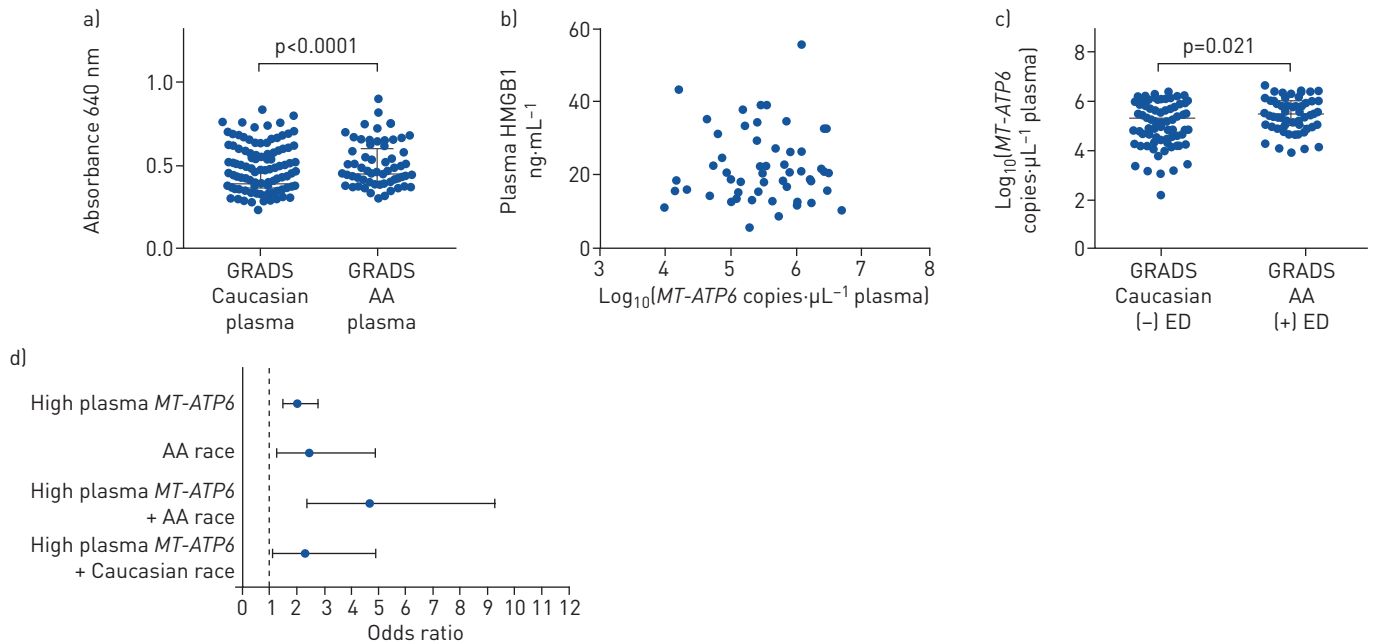 a)
p<0.0001
Absorbance 640 nm
1.0
0.5
0.0
GRADS
Caucasian
plasma
GRADS
AA
plasma
b)
Plasma HMGB1
ng·mL⁻¹
60
40
20
0
3 4 5 6 7 8
Log₁₀(MT-ATP6 copies·µL⁻¹ plasma)
c)
p=0.021
Log₁₀(MT-ATP6
copies·µL⁻¹ plasma)
8
6
4
2
0
GRADS
Caucasian
(–) ED
GRADS
AA
(+) ED
d)
High plasma MT-ATP6
AA race
High plasma MT-ATP6
+ AA race
High plasma MT-ATP6
+ Caucasian race
0 1 2 3 4 5 6 7 8 9 10 11 12
Odds ratio